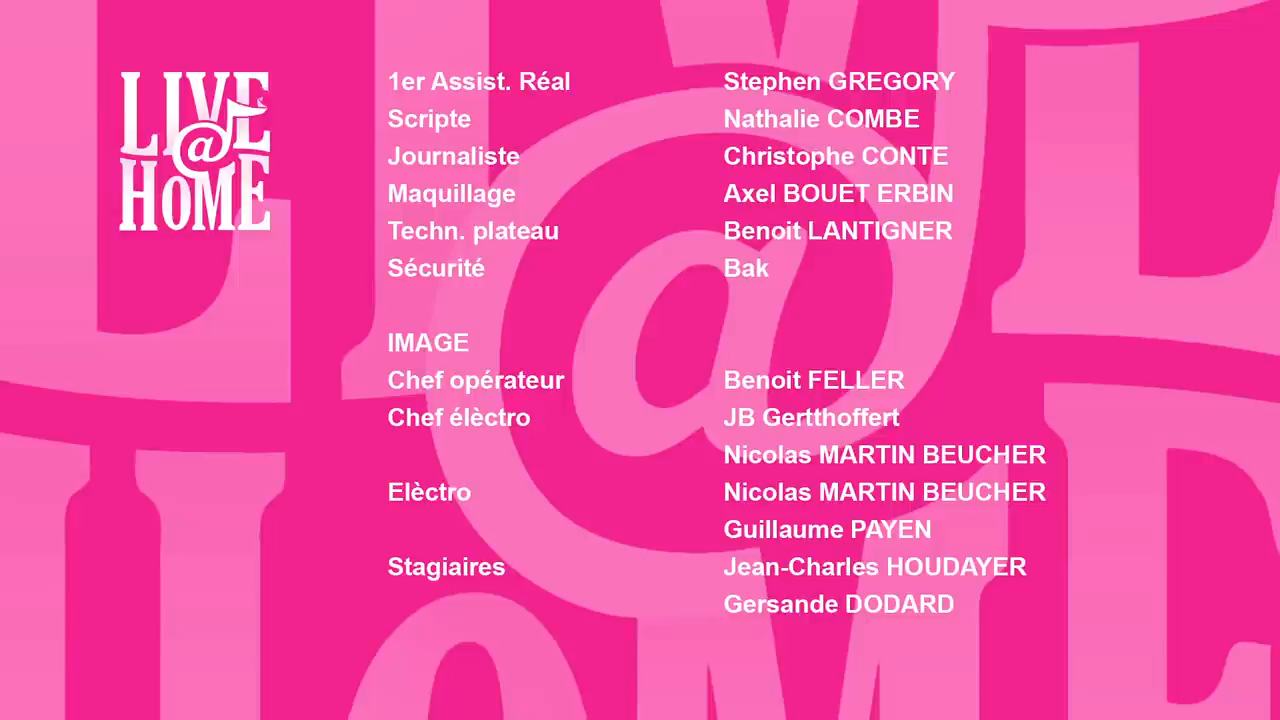 LIVE
@
HOME
1er Assist. Réal Stephen GREGORY
Scripte Nathalie COMBE
Journaliste Christophe CONTE
Maquillage Axel BOUET ERBIN
Techn. plateau Benoit LANTIGNER
Sécurité Bak
IMAGE
Chef opérateur Benoit FELLER
Chef élèctro JB Gertthoffert
Nicolas MARTIN BEUCHER
Elèctro Nicolas MARTIN BEUCHER
Guillaume PAYEN
Stagiaires Jean-Charles HOUDAYER
Gersande DODARD